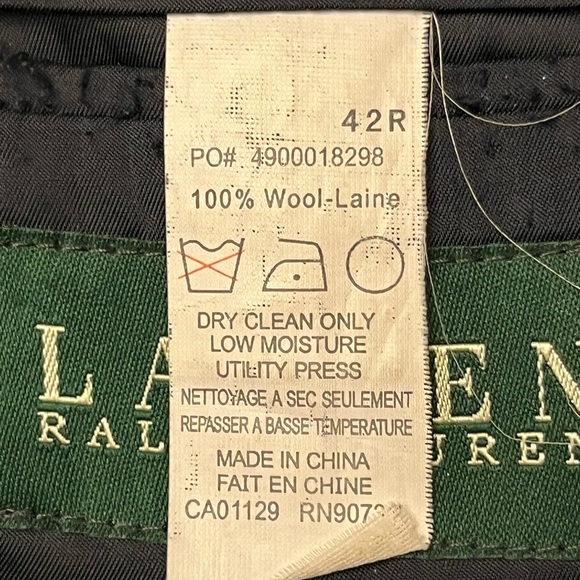 42R
PO# 4900018298
100% Wool-Laine
DRY CLEAN ONLY
LOW MOISTURE
UTILITY PRESS
NETTOYAGE A SEC SEULEMENT
REPASSER A BASSE TEMPERATURE
MADE IN CHINA
FAIT EN CHINE
CA01129